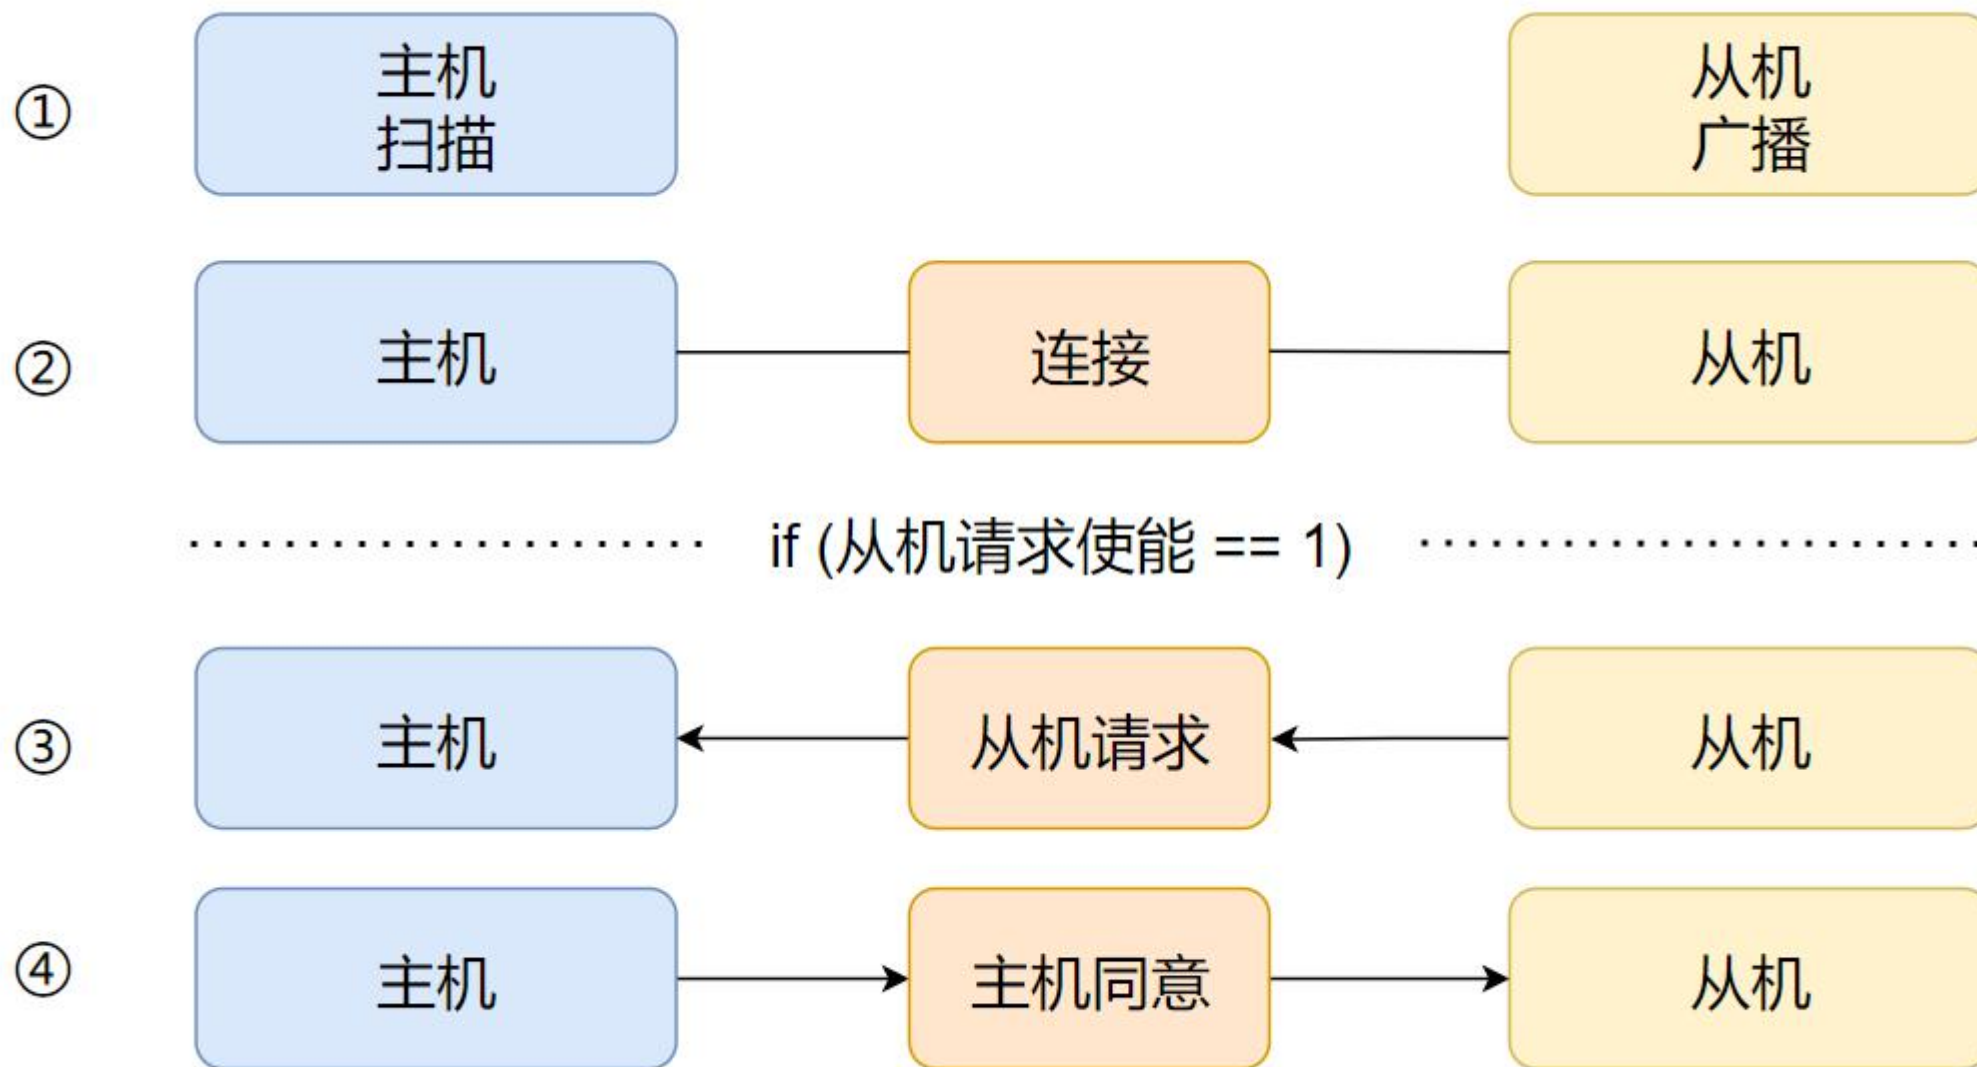 ①
主机
扫描
从机
广播
②
主机
连接
从机
if (从机请求使能 == 1)
③
主机
从机请求
从机
④
主机
主机同意
从机